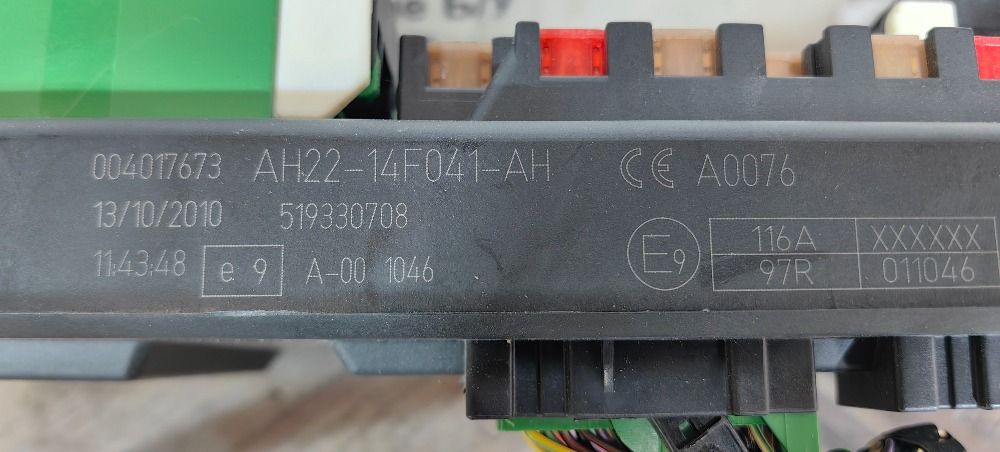 004017673 AH22-14F041-AH CE A0076
13/10/2010 519330708
11:43:48 e 9 A-00 1046
E9 116A XXXXXX
97R 011046